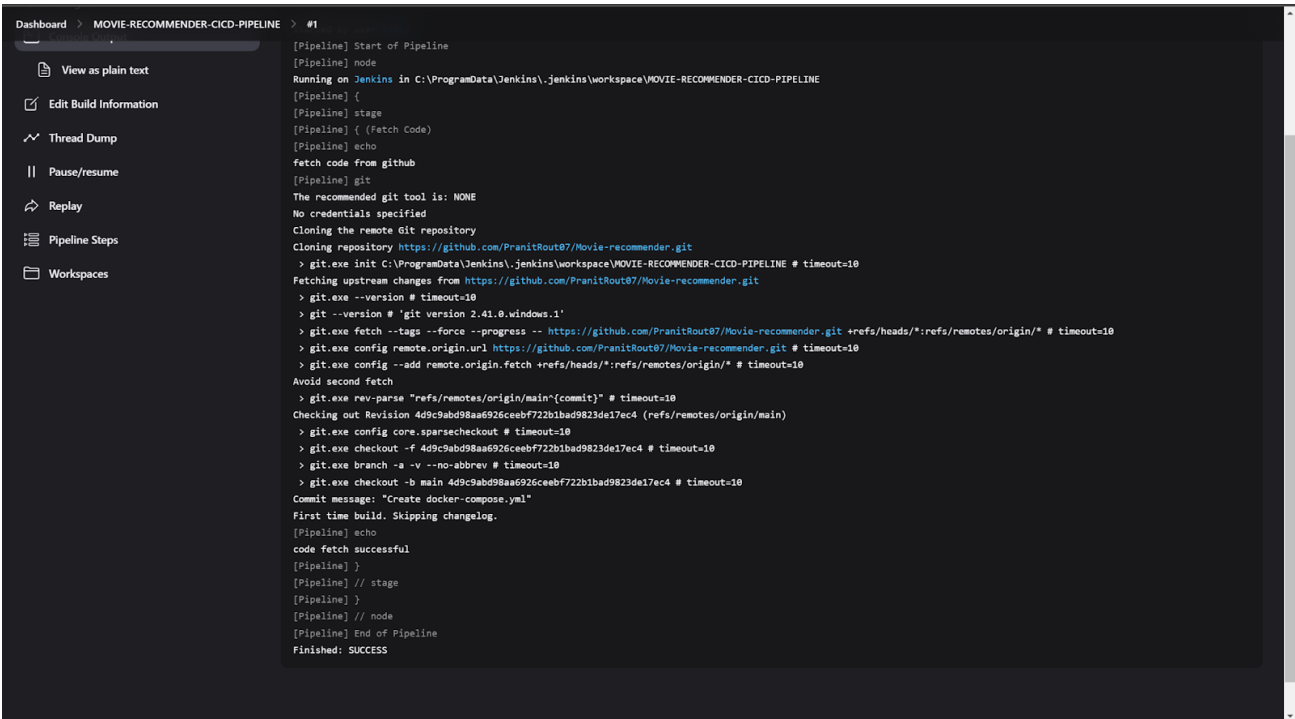 Dashboard > MOVIE-RECOMMENDER-CICD-PIPELINE > #1
Console Output
View as plain text
Edit Build Information
Thread Dump
Pause/resume
Replay
Pipeline Steps
Workspaces
[Pipeline] Start of Pipeline
[Pipeline] node
Running on Jenkins in C:\ProgramData\Jenkins\.jenkins\workspace\MOVIE-RECOMMENDER-CICD-PIPELINE
[Pipeline] {
[Pipeline] stage
[Pipeline] { (Fetch Code)
[Pipeline] echo
fetch code from github
[Pipeline] git
The recommended git tool is: NONE
No credentials specified
Cloning the remote Git repository
Cloning repository https://github.com/PranitRout07/Movie-recommender.git
> git.exe init C:\ProgramData\Jenkins\.jenkins\workspace\MOVIE-RECOMMENDER-CICD-PIPELINE # timeout=10
Fetching upstream changes from https://github.com/PranitRout07/Movie-recommender.git
> git.exe --version # timeout=10
> git --version # 'git version 2.41.0.windows.1'
> git.exe fetch --tags --force --progress -- https://github.com/PranitRout07/Movie-recommender.git +refs/heads/*:refs/remotes/origin/* # timeout=10
> git.exe config remote.origin.url https://github.com/PranitRout07/Movie-recommender.git # timeout=10
> git.exe config --add remote.origin.fetch +refs/heads/*:refs/remotes/origin/* # timeout=10
Avoid second fetch
> git.exe rev-parse "refs/remotes/origin/main^{commit}" # timeout=10
Checking out Revision 4d9c9abd98aa6926ceebf722b1bad9823de17ec4 (refs/remotes/origin/main)
> git.exe config core.sparsecheckout # timeout=10
> git.exe checkout -f 4d9c9abd98aa6926ceebf722b1bad9823de17ec4 # timeout=10
> git.exe branch -a -v --no-abbrev # timeout=10
> git.exe checkout -b main 4d9c9abd98aa6926ceebf722b1bad9823de17ec4 # timeout=10
Commit message: "Create docker-compose.yml"
First time build. Skipping changelog.
[Pipeline] echo
code fetch successful
[Pipeline] }
[Pipeline] // stage
[Pipeline] }
[Pipeline] // node
[Pipeline] End of Pipeline
Finished: SUCCESS